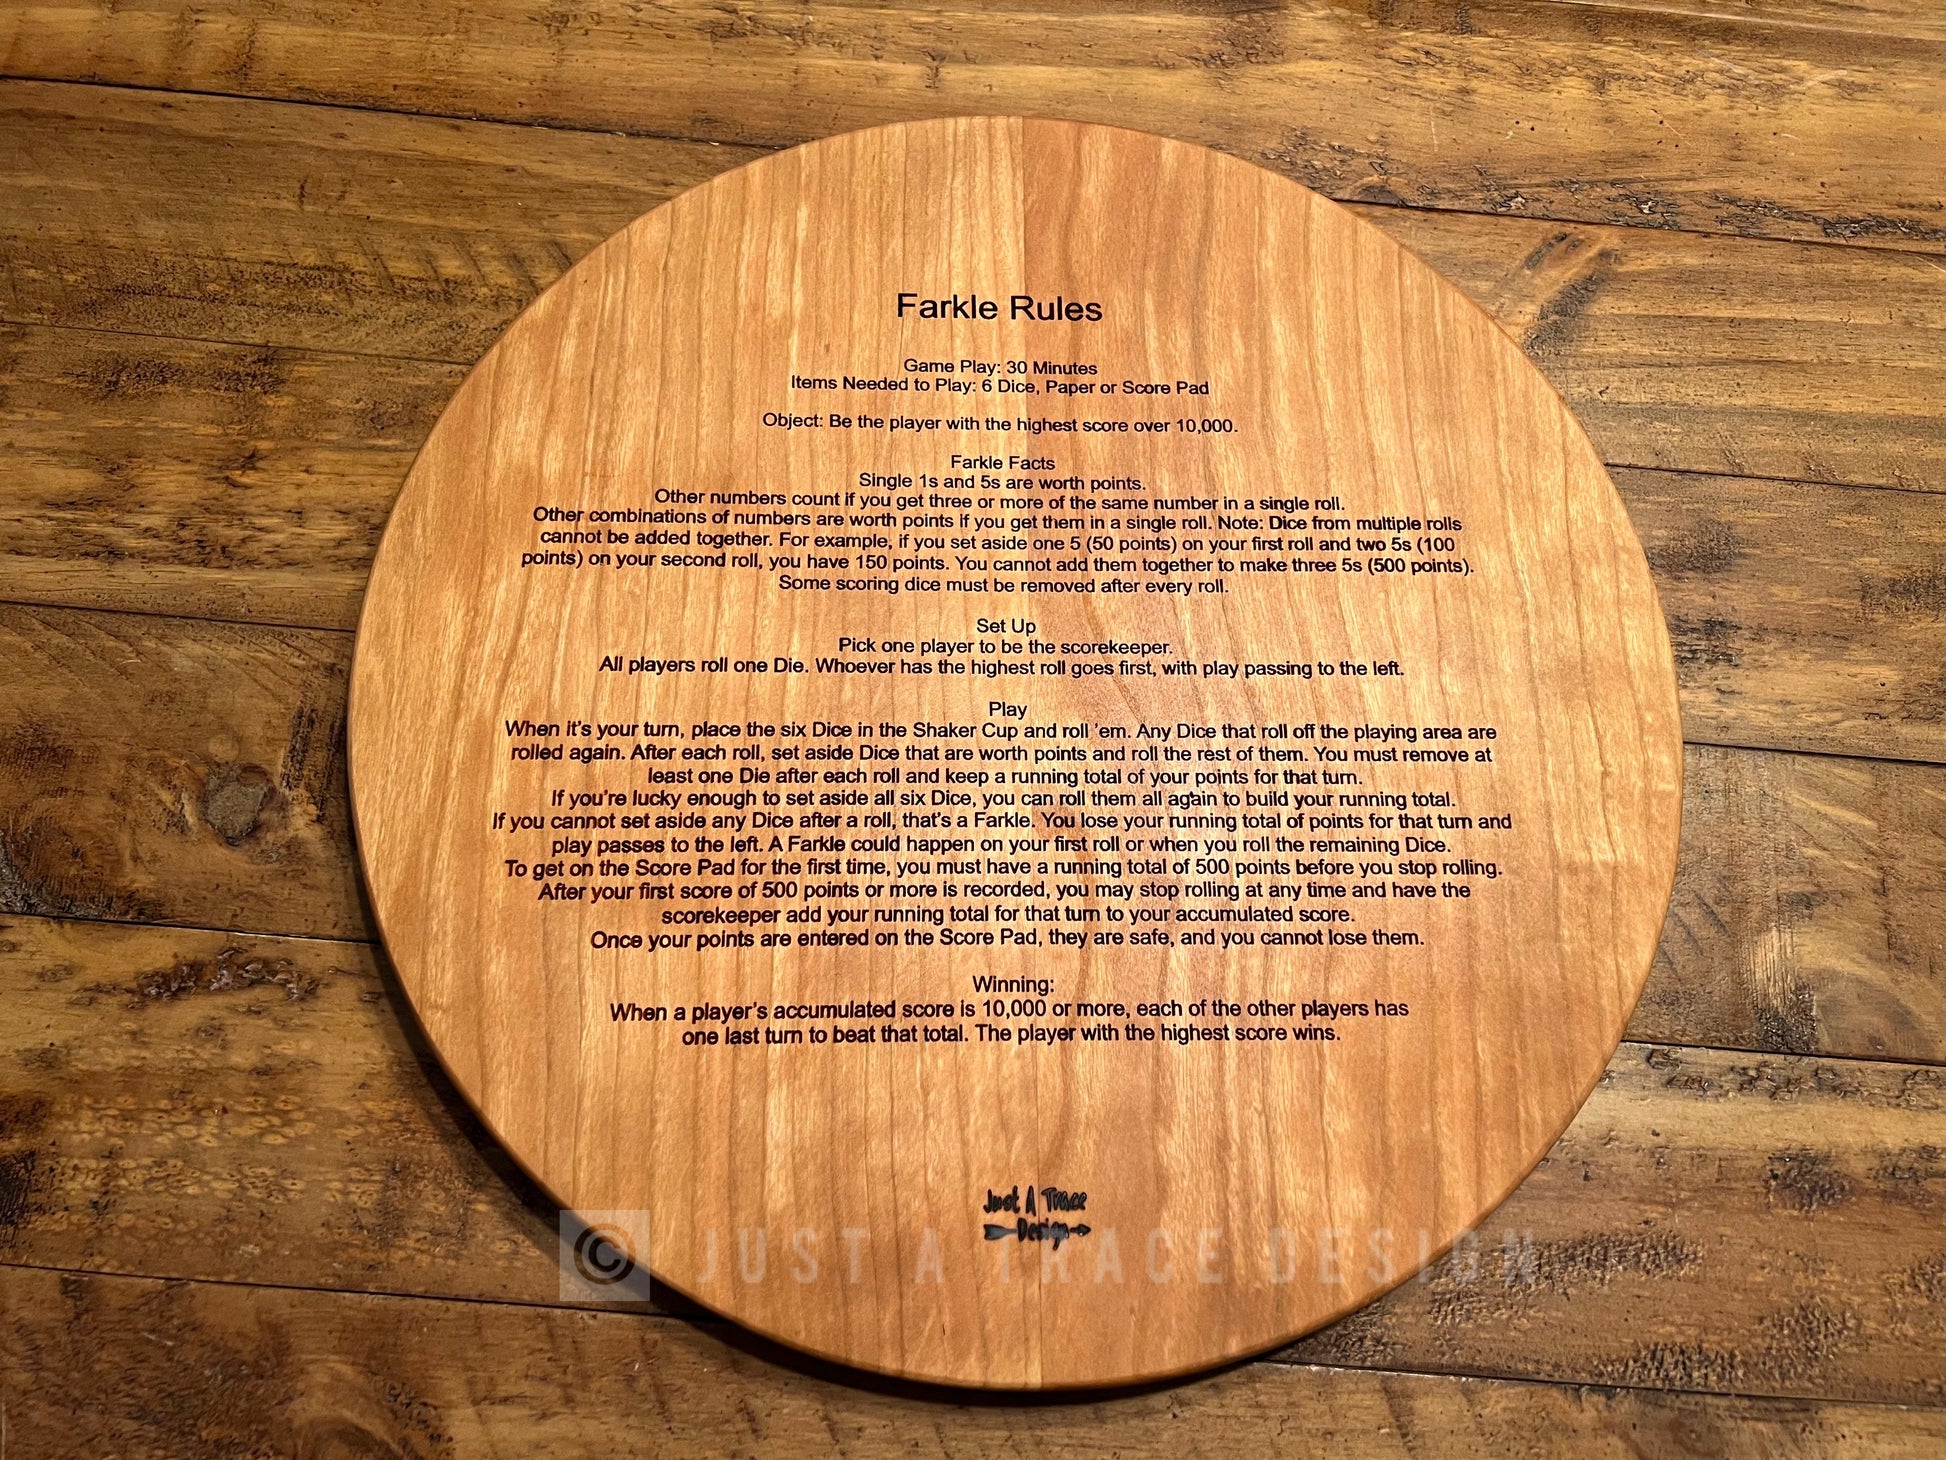 Farkle Rules
Game Play: 30 Minutes
Items Needed to Play: 6 Dice, Paper or Score Pad
Object: Be the player with the highest score over 10,000.
Farkle Facts
Single 1s and 5s are worth points.
Other numbers count if you get three or more of the same number in a single roll.
Other combinations of numbers are worth points if you get them in a single roll. Note: Dice from multiple rolls
cannot be added together. For example, if you set aside one 5 (50 points) on your first roll and two 5s (100
points) on your second roll, you have 150 points. You cannot add them together to make three 5s (500 points).
Some scoring dice must be removed after every roll.
Set Up
Pick one player to be the scorekeeper.
All players roll one Die. Whoever has the highest roll goes first, with play passing to the left.
Play
When it's your turn, place the six Dice in the Shaker Cup and roll 'em. Any Dice that roll off the playing area are
rolled again. After each roll, set aside Dice that are worth points and roll the rest of them. You must remove at
least one Die after each roll and keep a running total of your points for that turn.
If you're lucky enough to set aside all six Dice, you can roll them all again to build your running total.
If you cannot set aside any Dice after a roll, that's a Farkle. You lose your running total of points for that turn and
play passes to the left. A Farkle could happen on your first roll or when you roll the remaining Dice.
To get on the Score Pad for the first time, you must have a running total of 500 points before you stop rolling.
After your first score of 500 points or more is recorded, you may stop rolling at any time and have the
scorekeeper add your running total for that turn to your accumulated score.
Once your points are entered on the Score Pad, they are safe, and you cannot lose them.
Winning:
When a player's accumulated score is 10,000 or more, each of the other players has
one last turn to beat that total. The player with the highest score wins.
Just A Trace
Design
© JUST A TRACE DESIGN